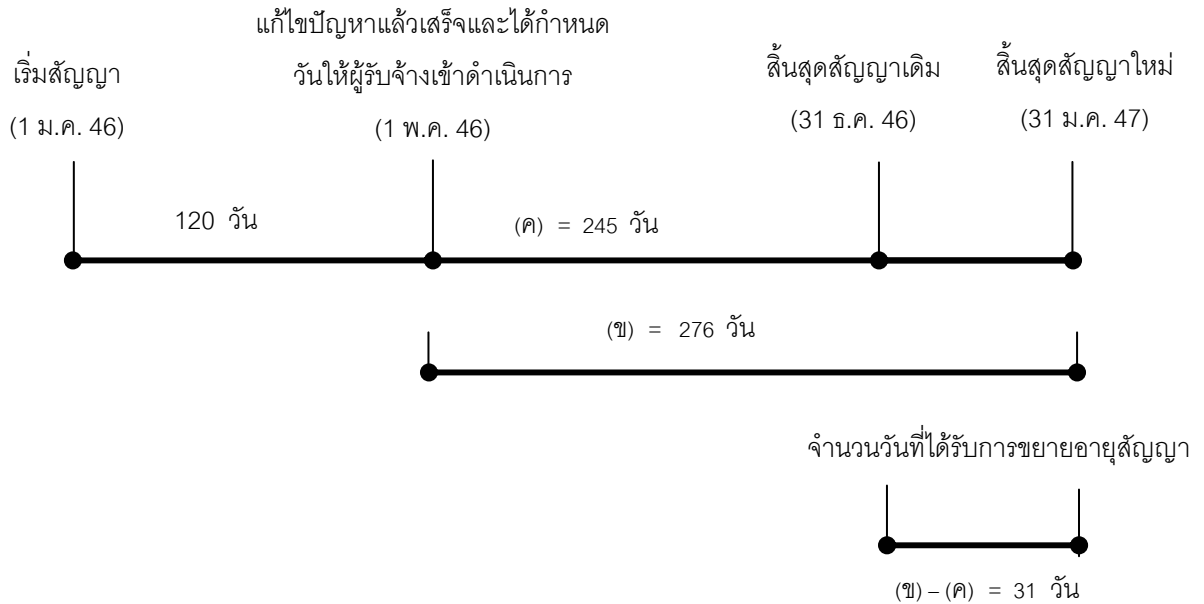 แก้ไขปัญหาแล้วเสร็จและได้กำหนด
วันให้ผู้รับจ้างเข้าดำเนินการ
(1 พ.ค. 46)
เริ่มสัญญา
(1 ม.ค. 46)
สิ้นสุดสัญญาเดิม
(31 ธ.ค. 46)
สิ้นสุดสัญญาใหม่
(31 ม.ค. 47)
120 วัน
(ค) = 245 วัน
(ข) = 276 วัน
จำนวนวันที่ได้รับการขยายอายุสัญญา
(ข) – (ค) = 31 วัน